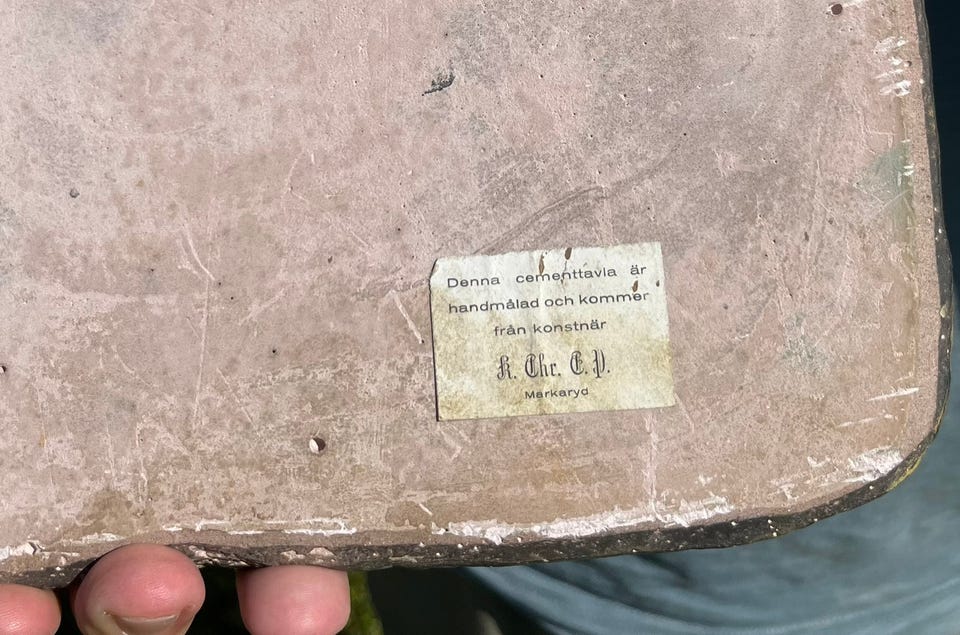 Denna cementtavla är
handmålad och kommer
från konstnär
K. Chr. C. P.
Markaryd